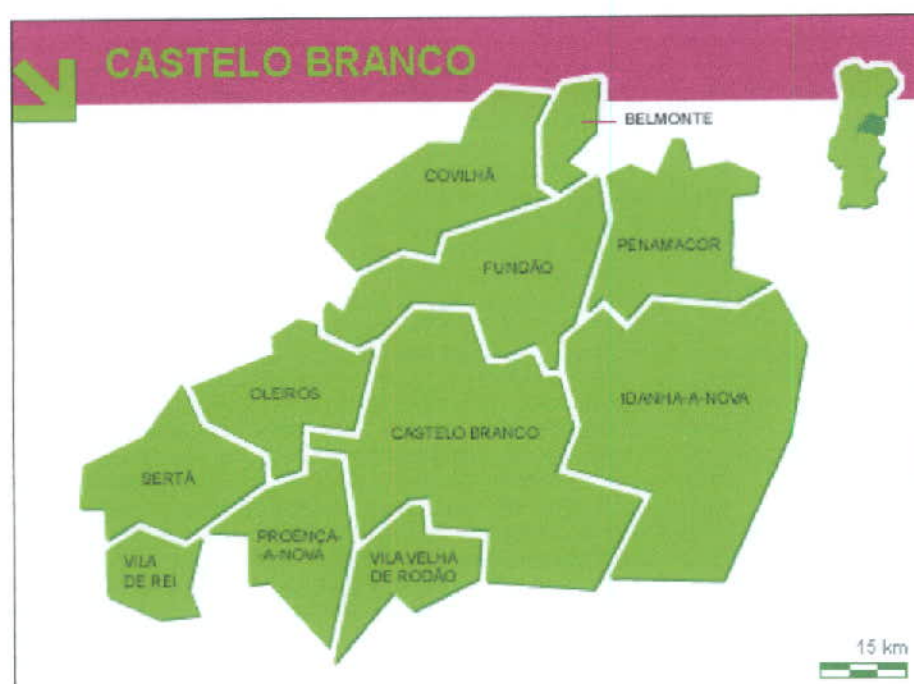 CASTELO BRANCO
BELMONTE
COVILHÃ
PENAMACOR
FUNDÃO
OLEIROS
IDANHA-A-NOVA
CASTELO BRANCO
SERTÃ
PROENÇA-
A-NOVA
VILA
DE REI
VILA VELHA
DE RODÃO
15 km